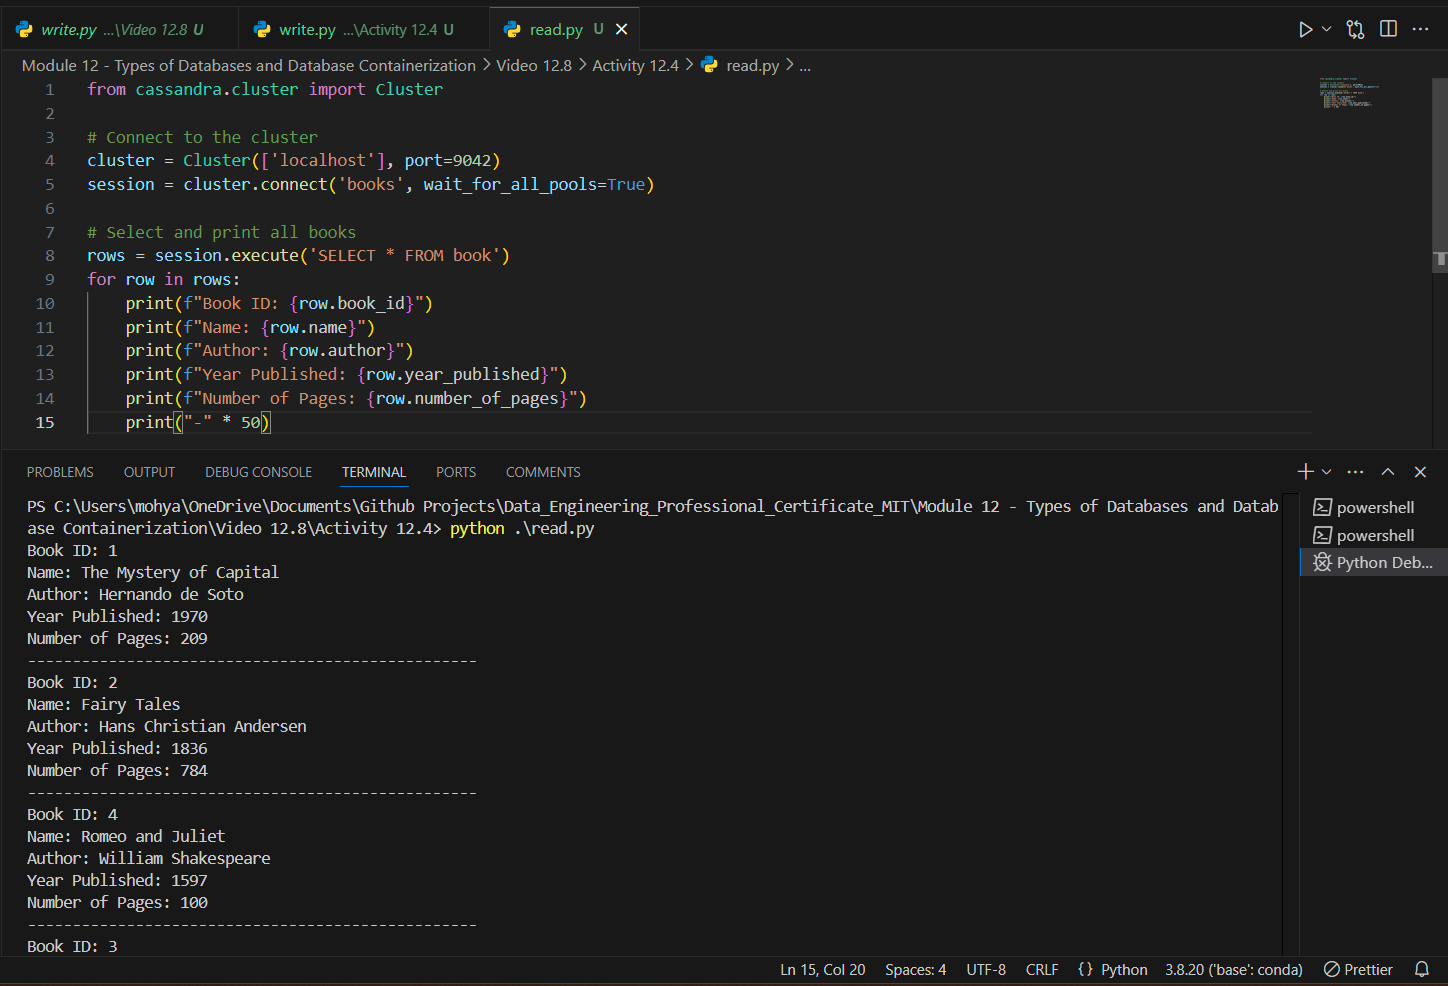 write.py ...\Video 12.8 U
write.py ...\Activity 12.4 U
read.py U
Module 12 - Types of Databases and Database Containerization > Video 12.8 > Activity 12.4 > read.py > ...
1 from cassandra.cluster import Cluster
2
3 # Connect to the cluster
4 cluster = Cluster(['localhost'], port=9042)
5 session = cluster.connect('books', wait_for_all_pools=True)
6
7 # Select and print all books
8 rows = session.execute('SELECT * FROM book')
9 for row in rows:
10     print(f"Book ID: {row.book_id}")
11     print(f"Name: {row.name}")
12     print(f"Author: {row.author}")
13     print(f"Year Published: {row.year_published}")
14     print(f"Number of Pages: {row.number_of_pages}")
15     print("-" * 50)
PROBLEMS OUTPUT DEBUG CONSOLE TERMINAL PORTS COMMENTS
PS C:\Users\mohya\OneDrive\Documents\Github Projects\Data_Engineering_Professional_Certificate_MIT\Module 12 - Types of Databases and Datab
ase Containerization\Video 12.8\Activity 12.4> python .\read.py
Book ID: 1
Name: The Mystery of Capital
Author: Hernando de Soto
Year Published: 1970
Number of Pages: 209
--------------------------------------------------
Book ID: 2
Name: Fairy Tales
Author: Hans Christian Andersen
Year Published: 1836
Number of Pages: 784
--------------------------------------------------
Book ID: 4
Name: Romeo and Juliet
Author: William Shakespeare
Year Published: 1597
Number of Pages: 100
--------------------------------------------------
Book ID: 3
powershell
powershell
Python Deb...
Ln 15, Col 20 Spaces: 4 UTF-8 CRLF {} Python 3.8.20 ('base': conda) Prettier